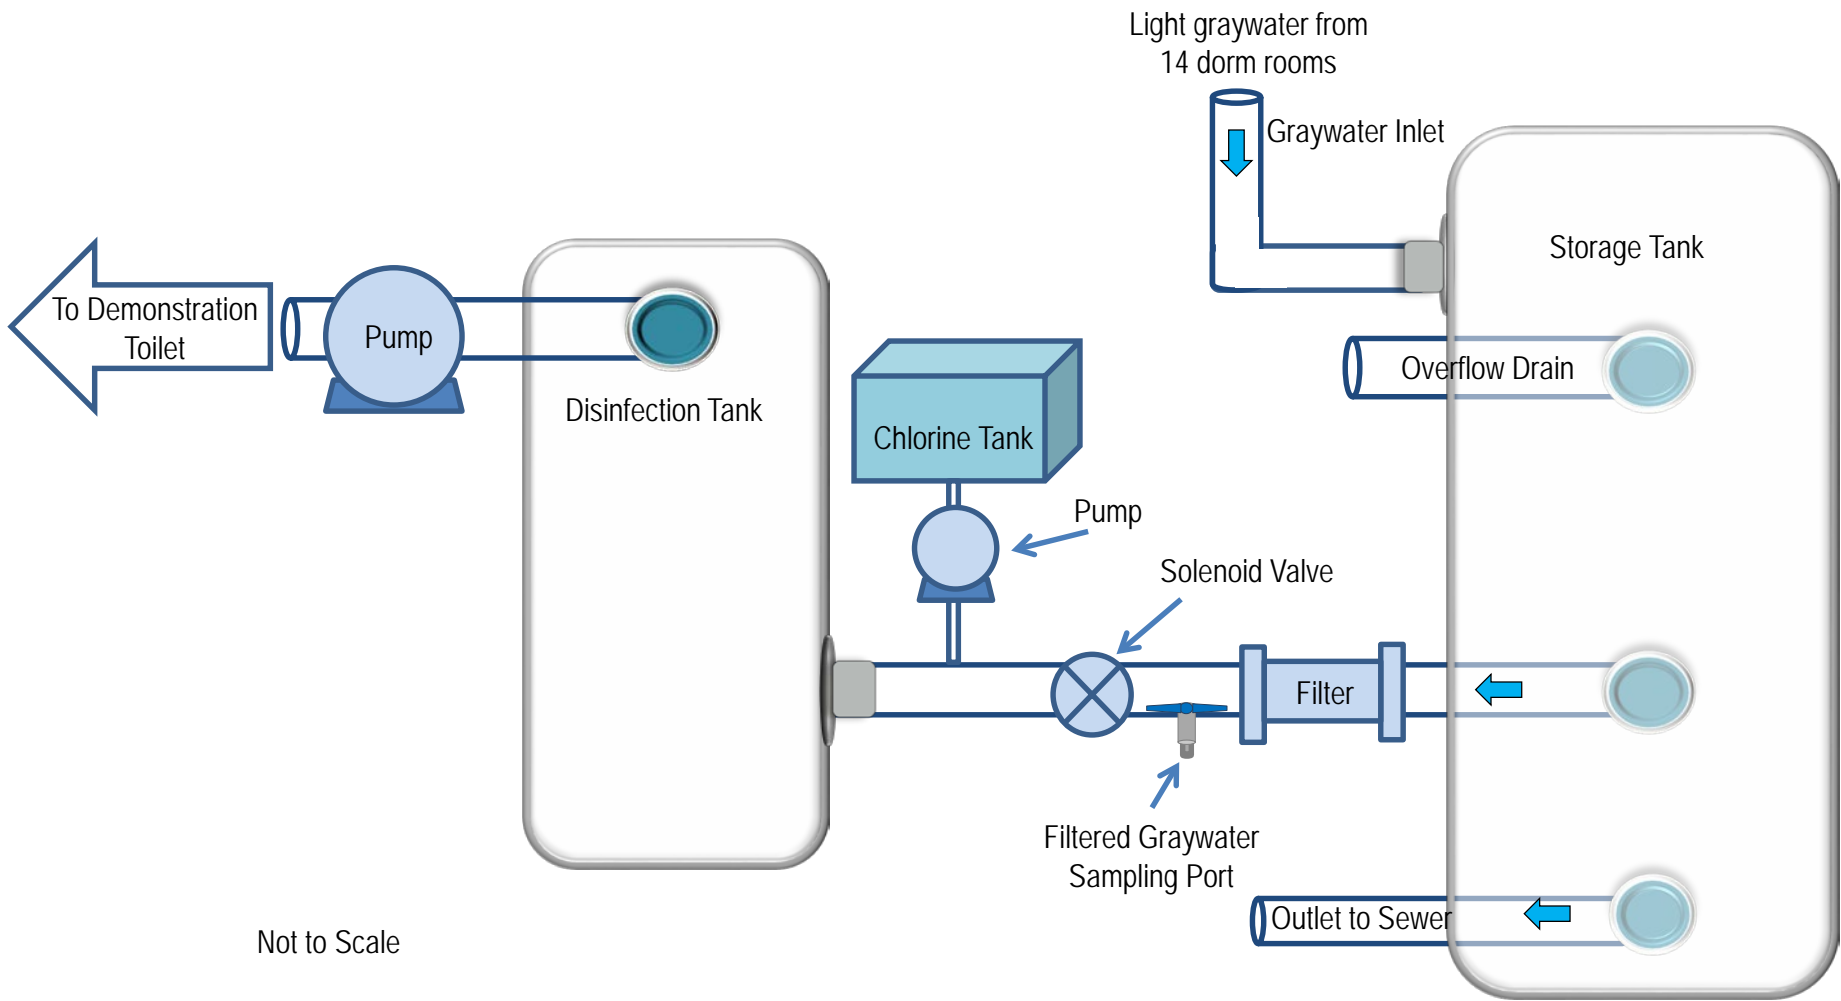 Light graywater from
14 dorm rooms
Graywater Inlet
Storage Tank
To Demonstration
Toilet
Pump
Overflow Drain
Disinfection Tank
Chlorine Tank
Pump
Solenoid Valve
Filter
Filtered Graywater
Sampling Port
Outlet to Sewer
Not to Scale